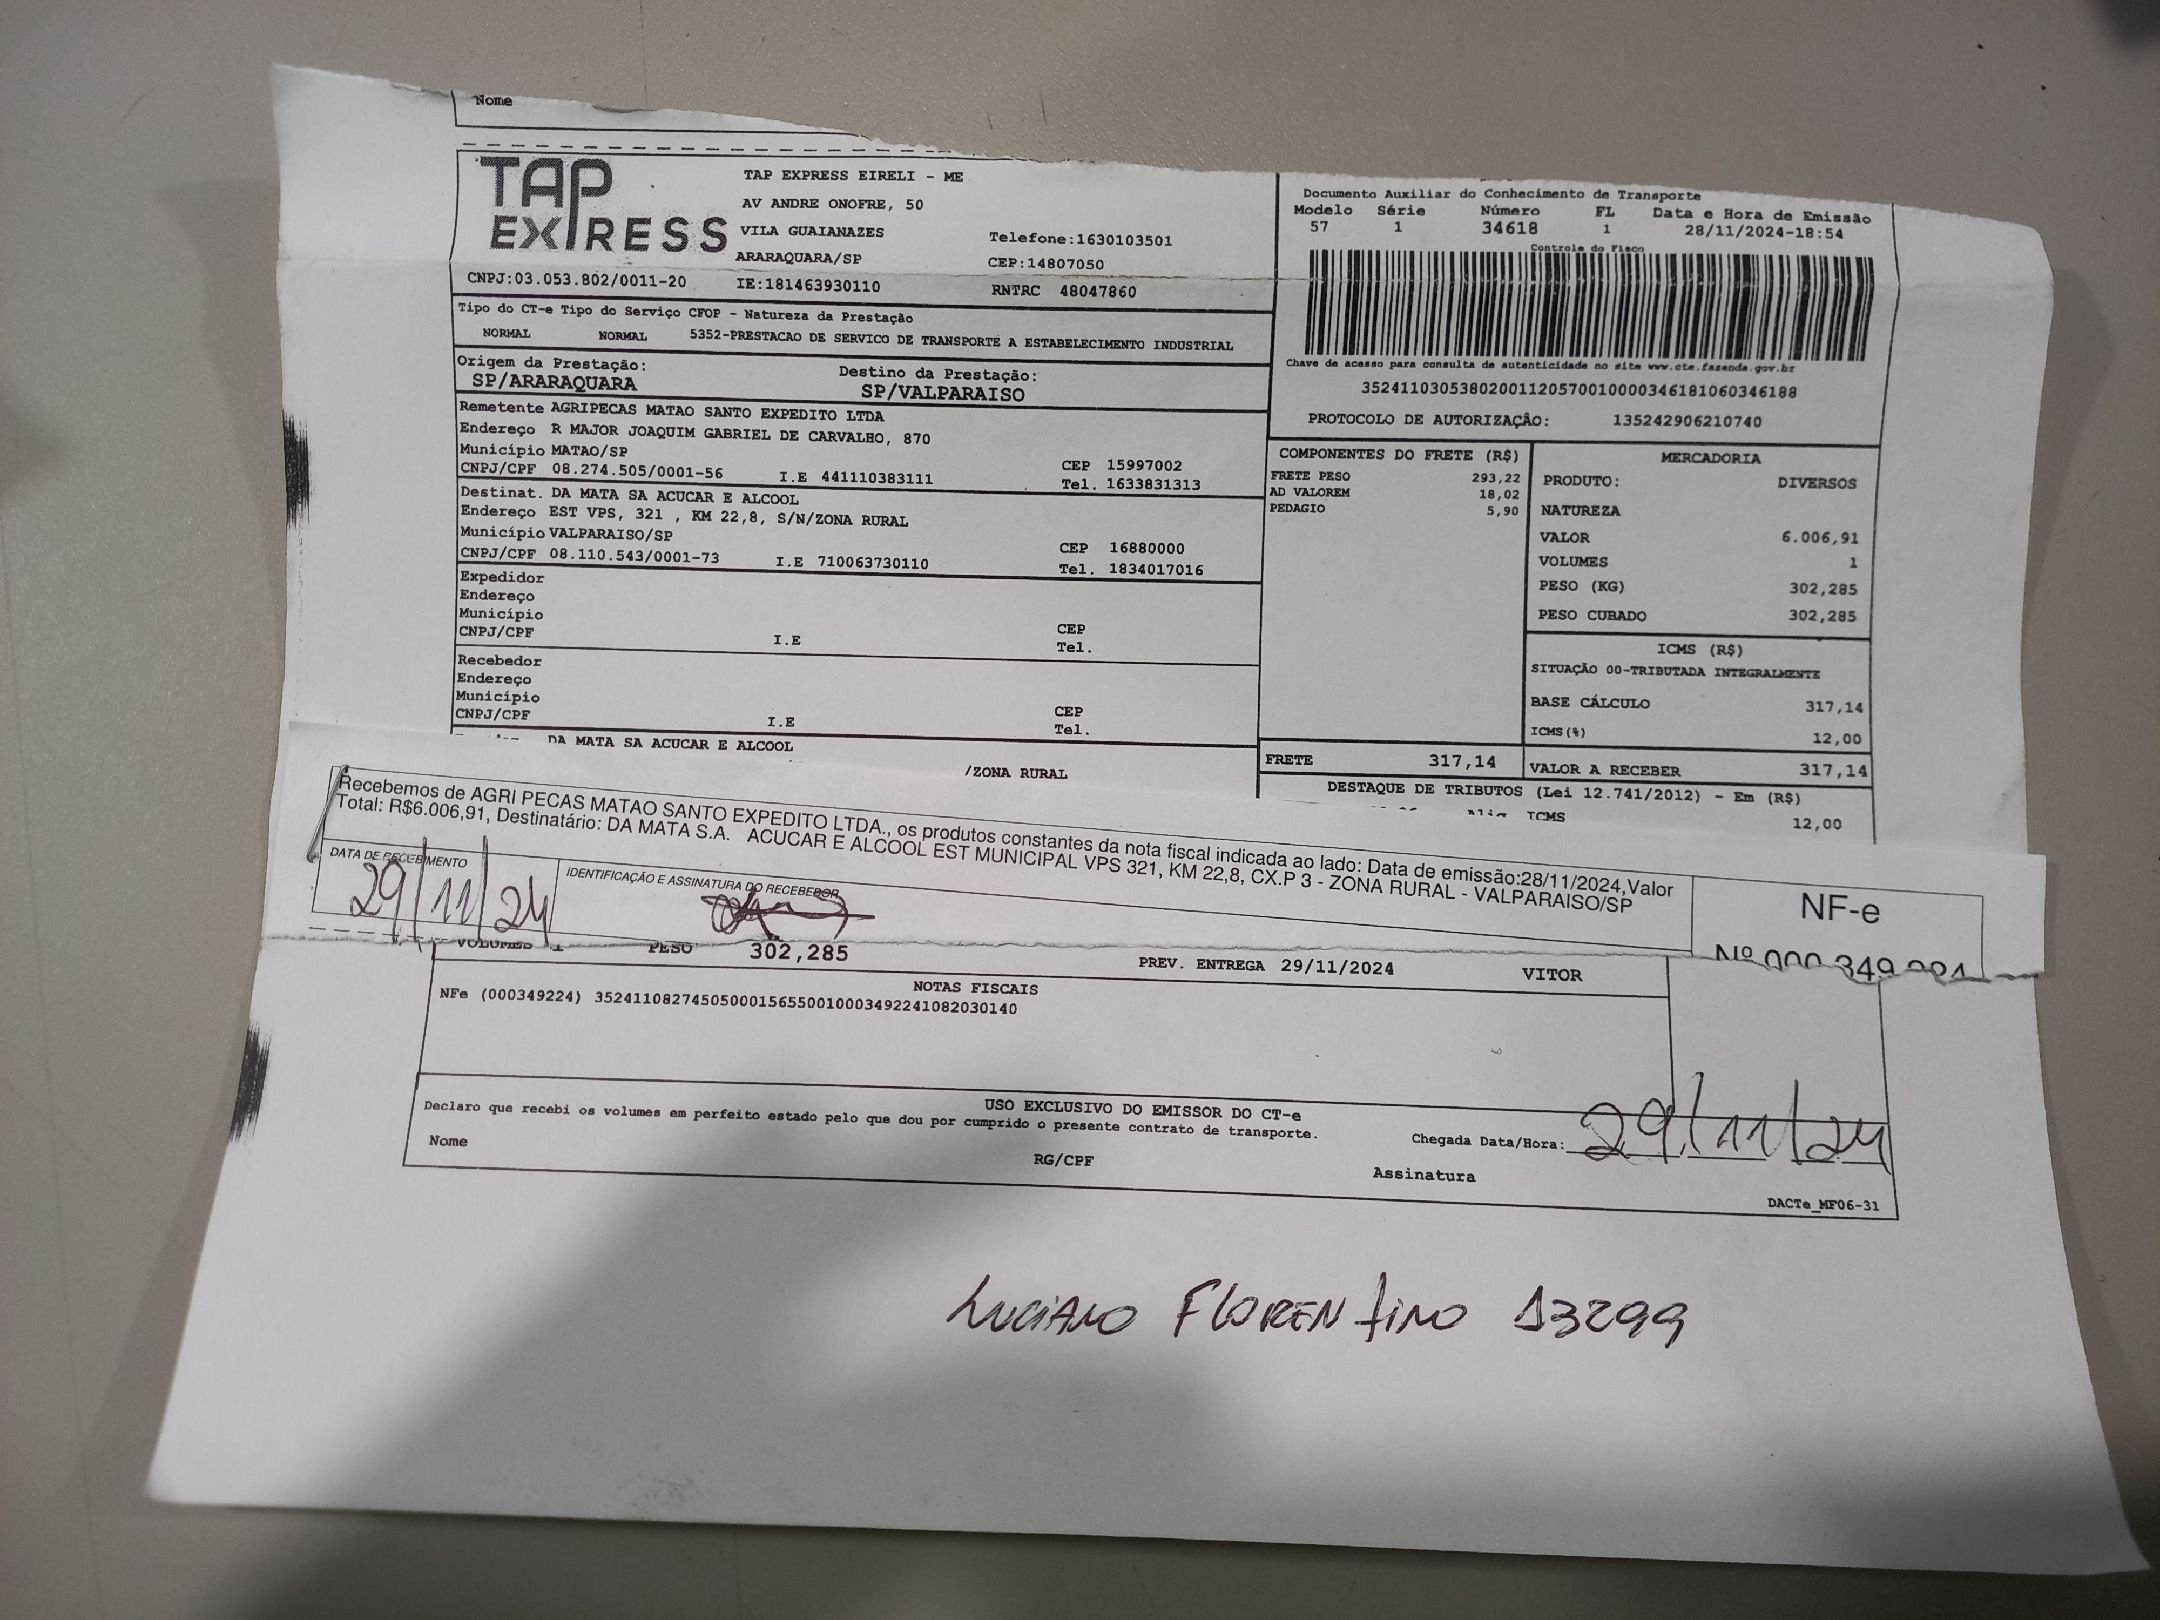 Nome
TAP EXPRESS
TAP EXPRESS EIRELI - ME
AV ANDRE ONOFRE, 50
VILA GUAIANAZES
Telefone:1630103501
ARARAQUARA/SP
CEP:14807050
CNPJ:03.053.802/0011-20
IE:181463930110
RNTRC 48047860
Documento Auxiliar do Conhecimento de Transporte
Modelo Série Número FL Data e Hora de Emissão
57 1 34618 1 28/11/2024-18:54
Controle do Fisco
Chave de acesso para consulta de autenticidade no site www.cte.fazenda.gov.br
35241103053802001120570010000346181060346188
PROTOCOLO DE AUTORIZAÇÃO: 135242906210740
Tipo do CT-e Tipo do Serviço CFOP - Natureza da Prestação
NORMAL NORMAL 5352-PRESTACAO DE SERVICO DE TRANSPORTE A ESTABELECIMENTO INDUSTRIAL
Origem da Prestação: Destino da Prestação:
SP/ARARAQUARA SP/VALPARAISO
Remetente AGRIPECAS MATAO SANTO EXPEDITO LTDA
Endereço R MAJOR JOAQUIM GABRIEL DE CARVALHO, 870
Município MATAO/SP CEP 15997002
CNPJ/CPF 08.274.505/0001-56 I.E 441110383111 Tel. 1633831313
Destinat. DA MATA SA ACUCAR E ALCOOL
Endereço EST VPS, 321 , KM 22,8, S/N/ZONA RURAL
Município VALPARAISO/SP CEP 16880000
CNPJ/CPF 08.110.543/0001-73 I.E 710063730110 Tel. 1834017016
Expedidor
Endereço
Município CEP
CNPJ/CPF I.E Tel.
Recebedor
Endereço
Município CEP
CNPJ/CPF I.E Tel.
DA MATA SA ACUCAR E ALCOOL
/ZONA RURAL
COMPONENTES DO FRETE (R$)
FRETE PESO 293,22
AD VALOREM 18,02
PEDAGIO 5,90
FRETE 317,14
MERCADORIA
PRODUTO: DIVERSOS
NATUREZA
VALOR 6.006,91
VOLUMES 1
PESO (KG) 302,285
PESO CUBADO 302,285
ICMS (R$)
SITUAÇÃO 00-TRIBUTADA INTEGRALMENTE
BASE CÁLCULO 317,14
ICMS(%) 12,00
VALOR A RECEBER 317,14
DESTAQUE DE TRIBUTOS (Lei 12.741/2012) - Em (R$)
ICMS 12,00
Recebemos de AGRI PECAS MATAO SANTO EXPEDITO LTDA., os produtos constantes da nota fiscal indicada ao lado: Data de emissão:28/11/2024,Valor
Total: R$6.006,91, Destinatário: DA MATA S.A. ACUCAR E ALCOOL EST MUNICIPAL VPS 321, KM 22,8, CX.P 3 - ZONA RURAL - VALPARAISO/SP
DATA DE RECEBIMENTO IDENTIFICAÇÃO E ASSINATURA DO RECEBEDOR
29/11/24
NF-e
Nº 000.349.224
VOLUMES 1 PESO 302,285 PREV. ENTREGA 29/11/2024 VITOR
NOTAS FISCAIS
NFe (000349224) 35241108274505000156550010003492241082030140
USO EXCLUSIVO DO EMISSOR DO CT-e
Declaro que recebi os volumes em perfeito estado pelo que dou por cumprido o presente contrato de transporte.
Chegada Data/Hora: 29/11/24
Nome RG/CPF Assinatura
DACTe_MF06-31
LUCIANO FLORENTINO 13299